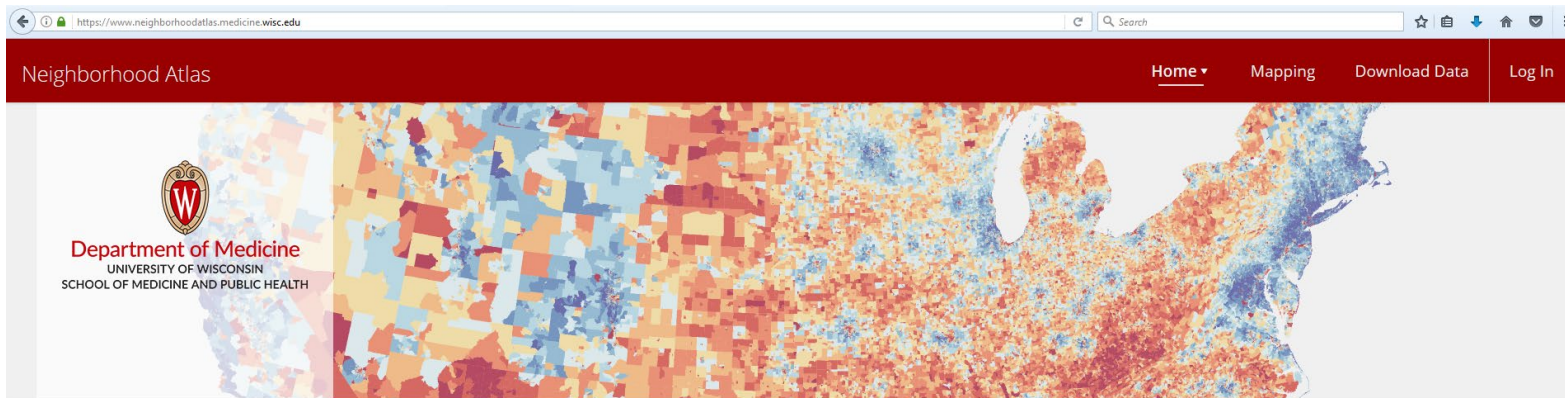 https://www.neighborhoodatlas.medicine.wisc.edu
Search
Neighborhood Atlas
Home
Mapping
Download Data
Log In
W
Department of Medicine
UNIVERSITY OF WISCONSIN
SCHOOL OF MEDICINE AND PUBLIC HEALTH